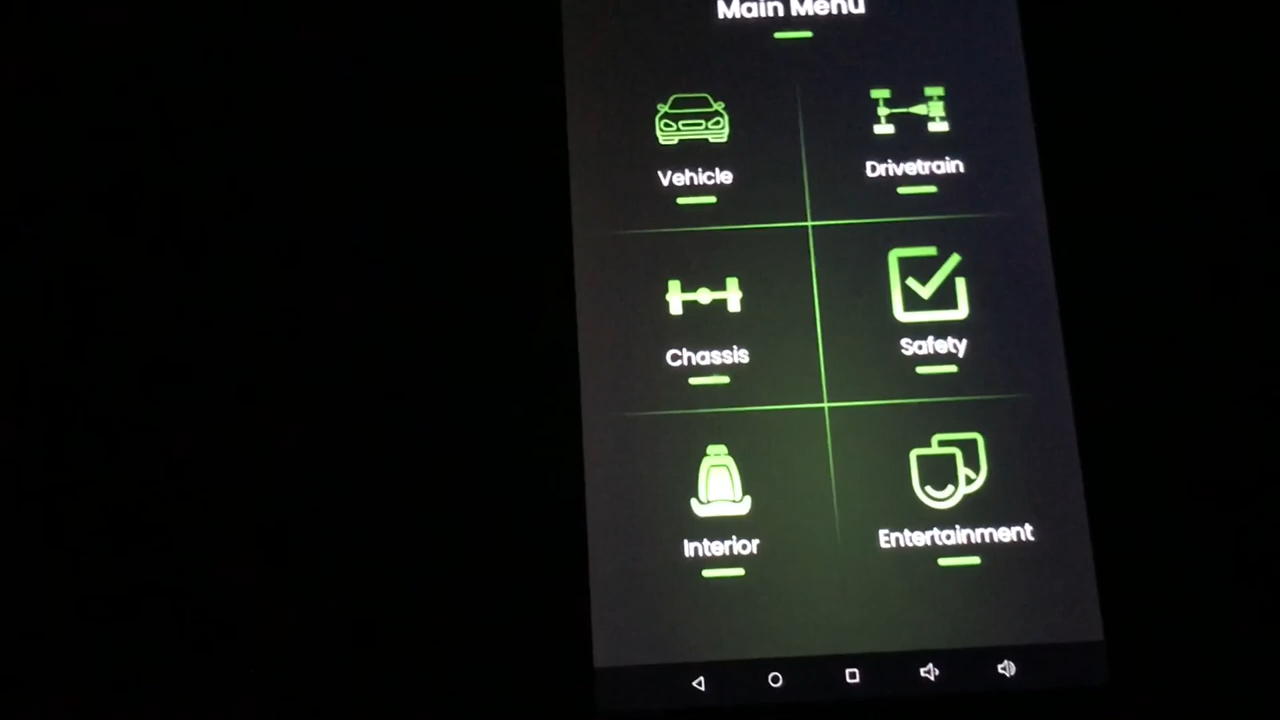 Main Menu
Vehicle
Drivetrain
Chassis
Safety
Interior
Entertainment